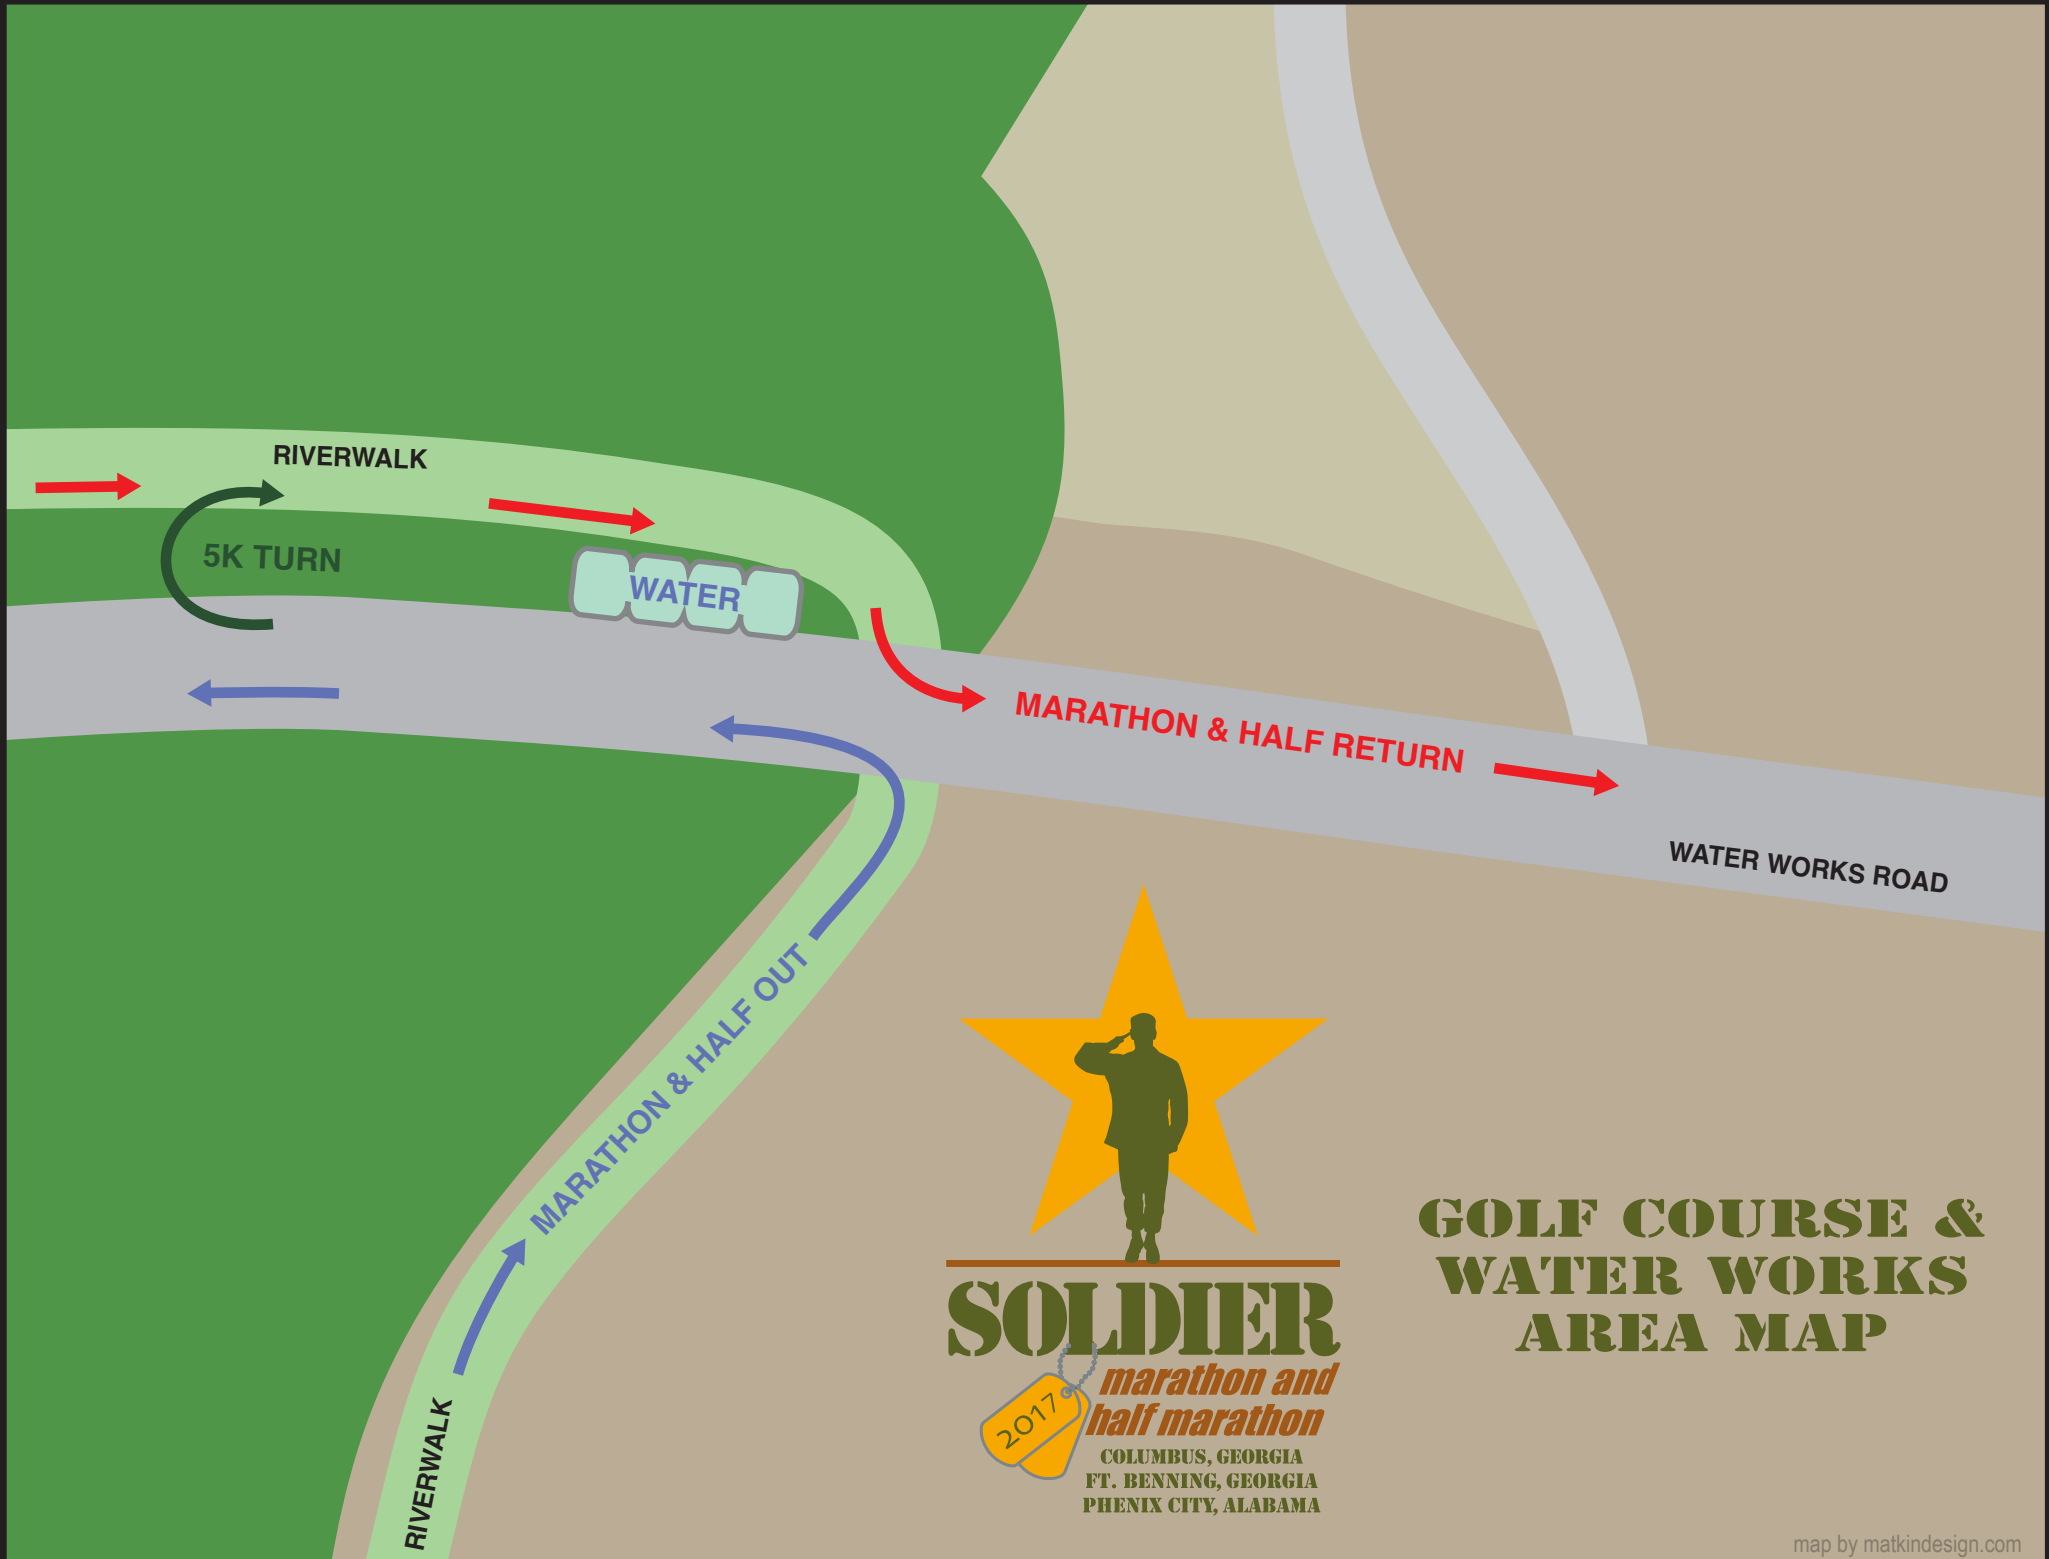 RIVERWALK
5K TURN
WATER
MARATHON & HALF RETURN
WATER WORKS ROAD
MARATHON & HALF OUT
RIVERWALK
SOLDIER
marathon and
half marathon
2017
COLUMBUS, GEORGIA
FT. BENNING, GEORGIA
PHENIX CITY, ALABAMA
GOLF COURSE &
WATER WORKS
AREA MAP
map by matkindesign.com